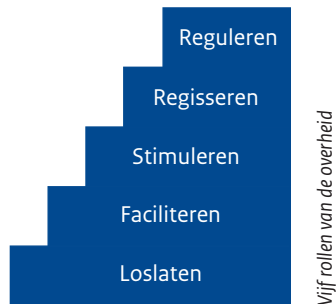 Reguleren
Regisseren
Stimuleren
Faciliteren
Loslaten
Vijf rollen van de overheid